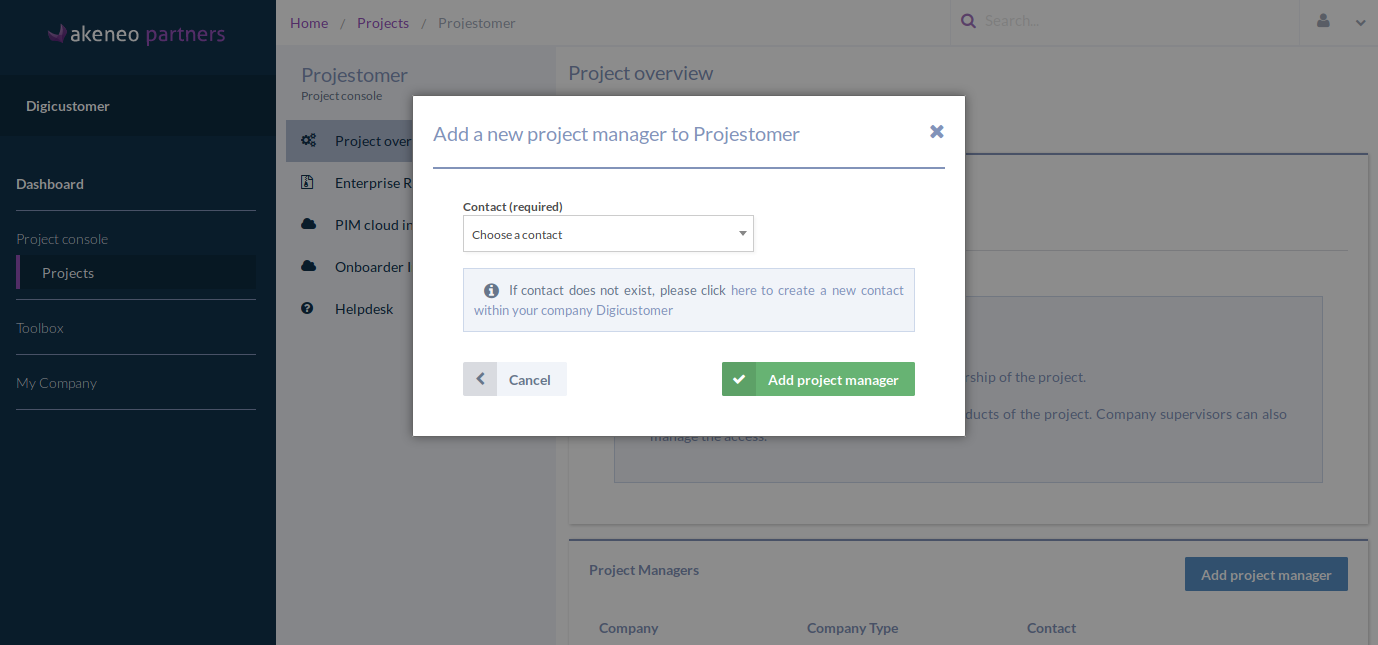 akeneo partners
Digicustomer
Dashboard
Project console
Projects
Toolbox
My Company
Home / Projects / Projestomer
Search...
Projestomer
Project console
Project over
Enterprise R
PIM cloud in
Onboarder I
Helpdesk
Project overview
Add a new project manager to Projestomer
Contact (required)
Choose a contact
If contact does not exist, please click here to create a new contact
within your company Digicustomer
Cancel
Add project manager
rship of the project.
ducts of the project. Company supervisors can also
manage the access.
Project Managers
Add project manager
Company
Company Type
Contact